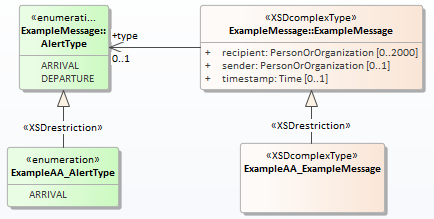 «enumerati...
ExampleMessage::
AlertType
ARRIVAL
DEPARTURE
+type
0..1
«XSDcomplexType»
ExampleMessage::ExampleMessage
+ recipient: PersonOrOrganization [0..2000]
+ sender: PersonOrOrganization [0..1]
+ timestamp: Time [0..1]
«XSDrestriction»
«XSDrestriction»
«enumeration»
ExampleAA_AlertType
ARRIVAL
«XSDcomplexType»
ExampleAA_ExampleMessage